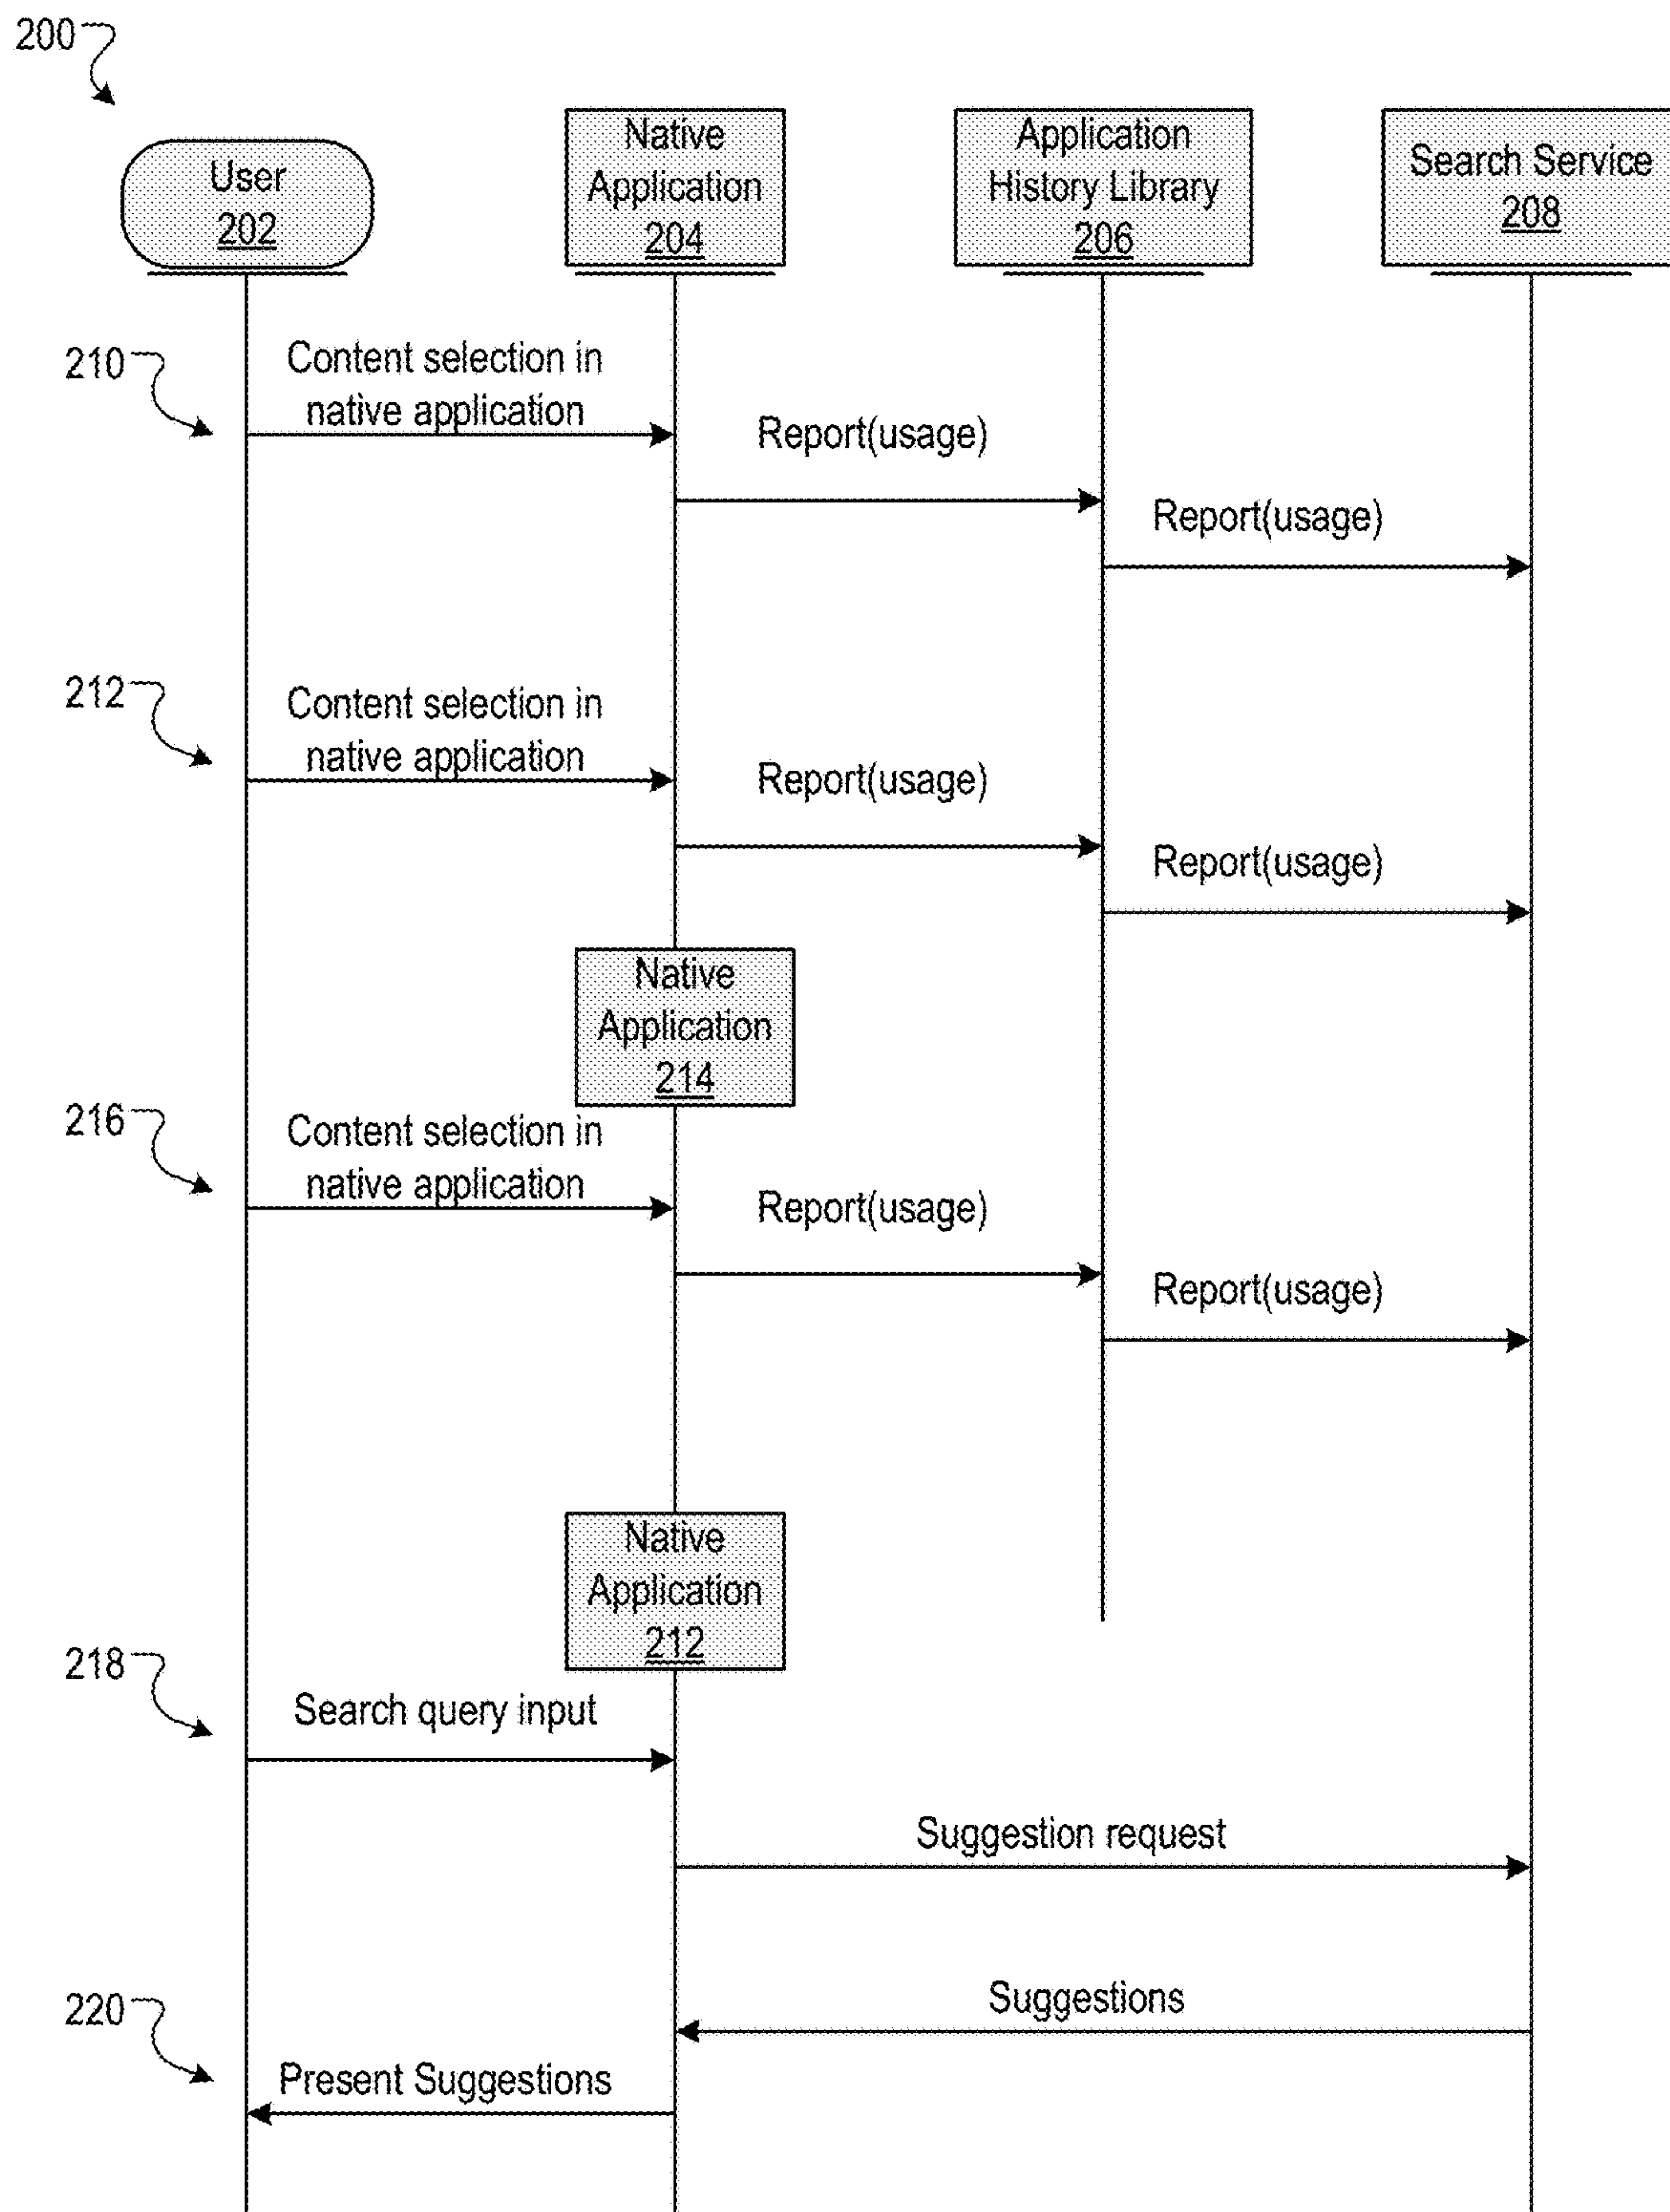 200
User
202
Native
Application
204
Application
History Library
206
Search Service
208
210
Content selection in
native application
Report(usage)
Report(usage)
212
Content selection in
native application
Report(usage)
Report(usage)
Native
Application
214
216
Content selection in
native application
Report(usage)
Report(usage)
Native
Application
212
218
Search query input
Suggestion request
Suggestions
220
Present Suggestions